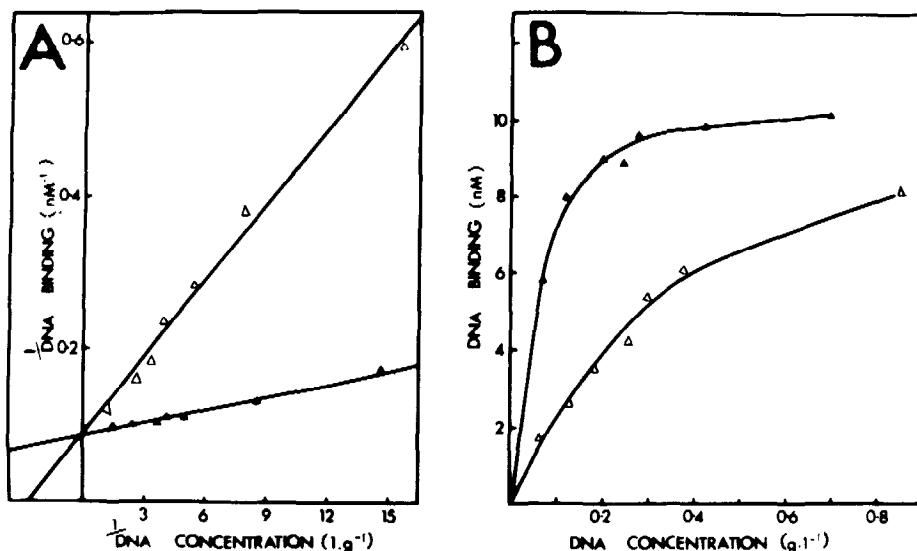 A
0·6
0·4
0·2
1/DNA BINDING (nM⁻¹)
3 6 9 12 15
1/DNA CONCENTRATION (1.g⁻¹)
B
10
8
6
4
2
DNA BINDING (nM)
0·2 0·4 0·6 0·8
DNA CONCENTRATION (g.1⁻¹)